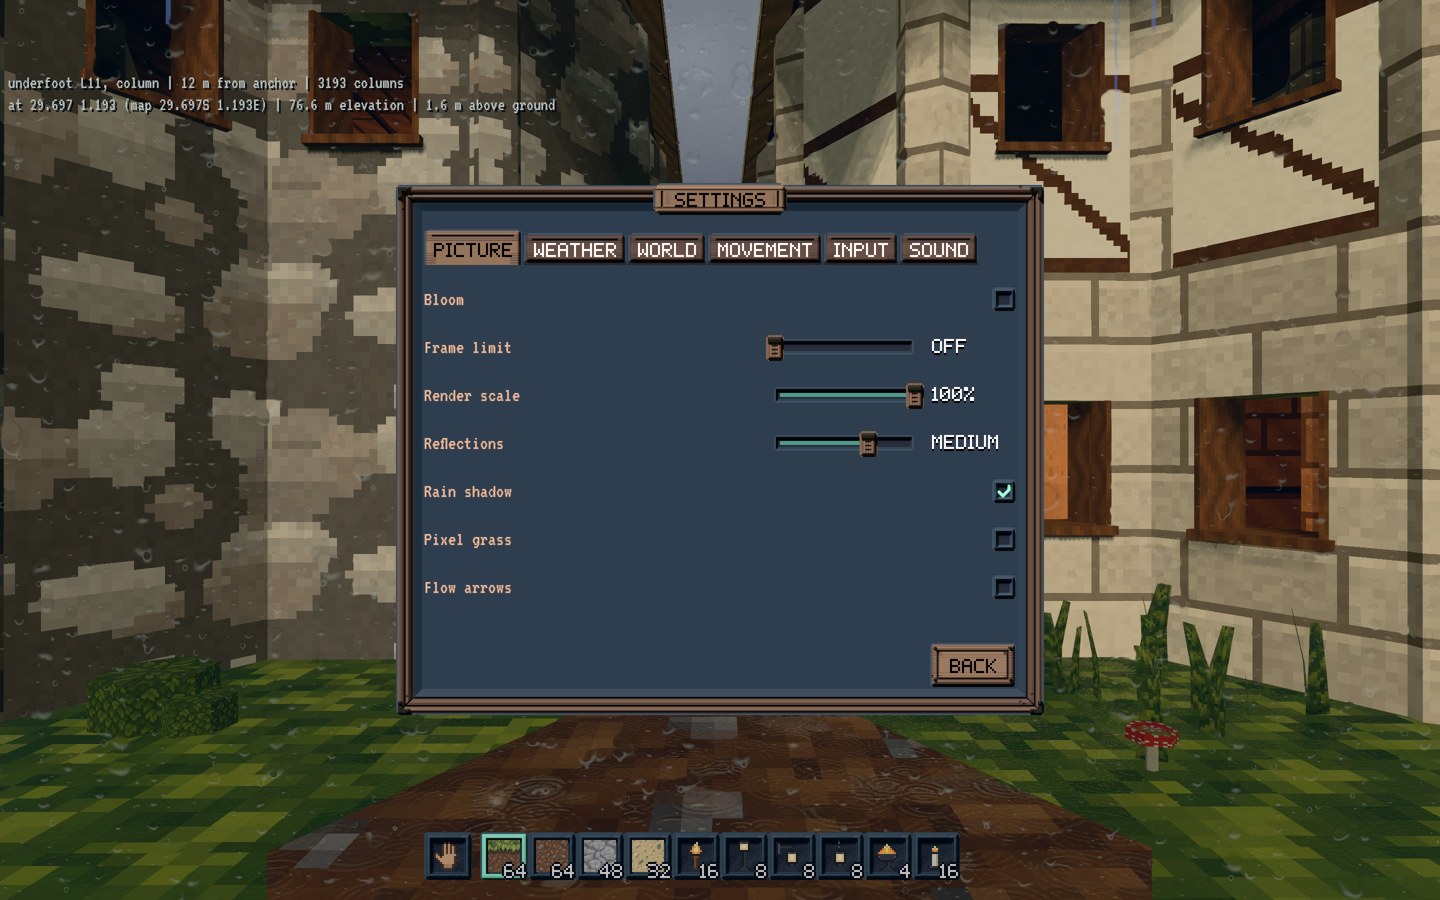 underfoot L11, column | 12 m from anchor | 3193 columns
at 29.697 1.193 (map 29.697S 1.193E) | 76.6 m elevation | 1.6 m above ground
SETTINGS
PICTURE WEATHER WORLD MOVEMENT INPUT SOUND
Bloom
Frame limit OFF
Render scale 100%
Reflections MEDIUM
Rain shadow
Pixel grass
Flow arrows
BACK
64 64 48 32 16 8 8 8 4 16